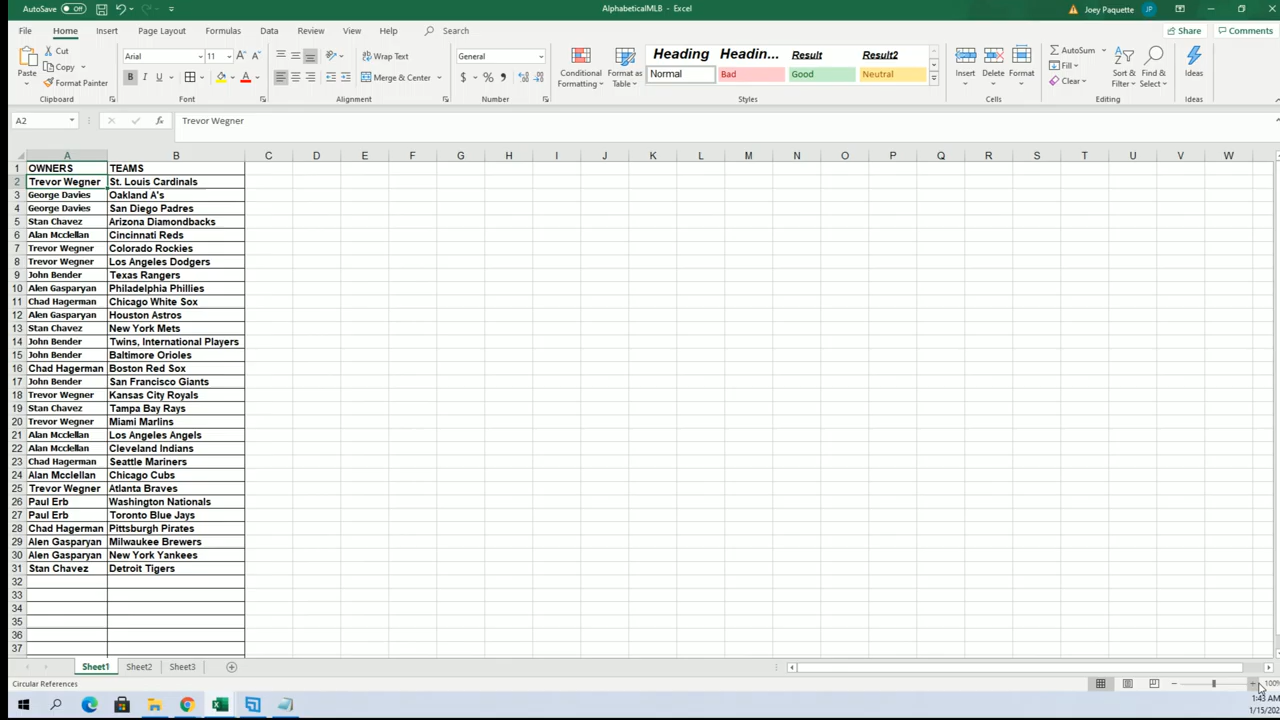 AutoSave Off AlphabeticalMLB - Excel Joey Paquette JP
File Home Insert Page Layout Formulas Data Review View Help Search Share Comments
Paste Cut Copy Format Painter Clipboard
Arial 11 B I U A Font
Wrap Text Merge & Center Alignment
General $ % , Number
Conditional Formatting Format as Table
Heading Headin... Result Result2
Normal Bad Good Neutral
Styles
Insert Delete Format Cells
AutoSum Fill Clear Sort & Filter Find & Select Editing
Ideas Ideas
A2 fx Trevor Wegner
A B C D E F G H I J K L M N O P Q R S T U V W
1 OWNERS TEAMS
2 Trevor Wegner St. Louis Cardinals
3 George Davies Oakland A's
4 George Davies San Diego Padres
5 Stan Chavez Arizona Diamondbacks
6 Alan Mcclellan Cincinnati Reds
7 Trevor Wegner Colorado Rockies
8 Trevor Wegner Los Angeles Dodgers
9 John Bender Texas Rangers
10 Alen Gasparyan Philadelphia Phillies
11 Chad Hagerman Chicago White Sox
12 Alen Gasparyan Houston Astros
13 Stan Chavez New York Mets
14 John Bender Twins, International Players
15 John Bender Baltimore Orioles
16 Chad Hagerman Boston Red Sox
17 John Bender San Francisco Giants
18 Trevor Wegner Kansas City Royals
19 Stan Chavez Tampa Bay Rays
20 Trevor Wegner Miami Marlins
21 Alan Mcclellan Los Angeles Angels
22 Alan Mcclellan Cleveland Indians
23 Chad Hagerman Seattle Mariners
24 Alan Mcclellan Chicago Cubs
25 Trevor Wegner Atlanta Braves
26 Paul Erb Washington Nationals
27 Paul Erb Toronto Blue Jays
28 Chad Hagerman Pittsburgh Pirates
29 Alen Gasparyan Milwaukee Brewers
30 Alen Gasparyan New York Yankees
31 Stan Chavez Detroit Tigers
32
33
34
35
36
37
Sheet1 Sheet2 Sheet3
Circular References 100%
1:43 AM
1/15/202